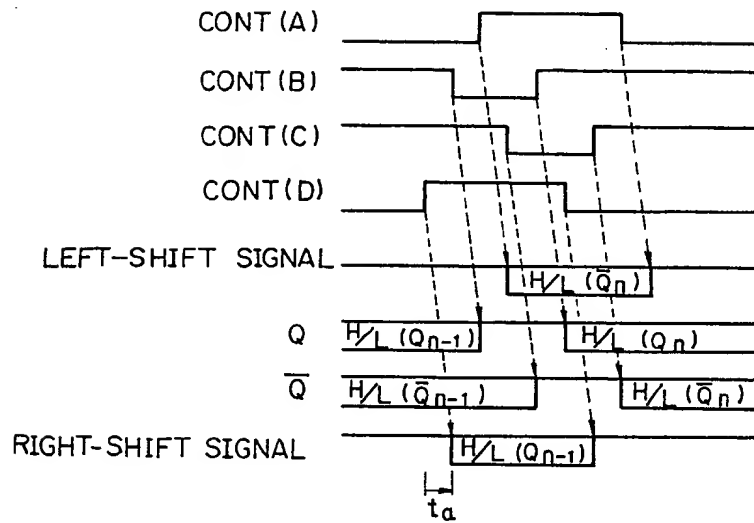 CONT(A)
CONT(B)
CONT(C)
CONT(D)
LEFT-SHIFT SIGNAL
H/L (Q̄n)
Q
H/L (Qn-1)
H/L (Qn)
Q̄
H/L (Q̄n-1)
H/L (Q̄n)
RIGHT-SHIFT SIGNAL
H/L (Qn-1)
ta